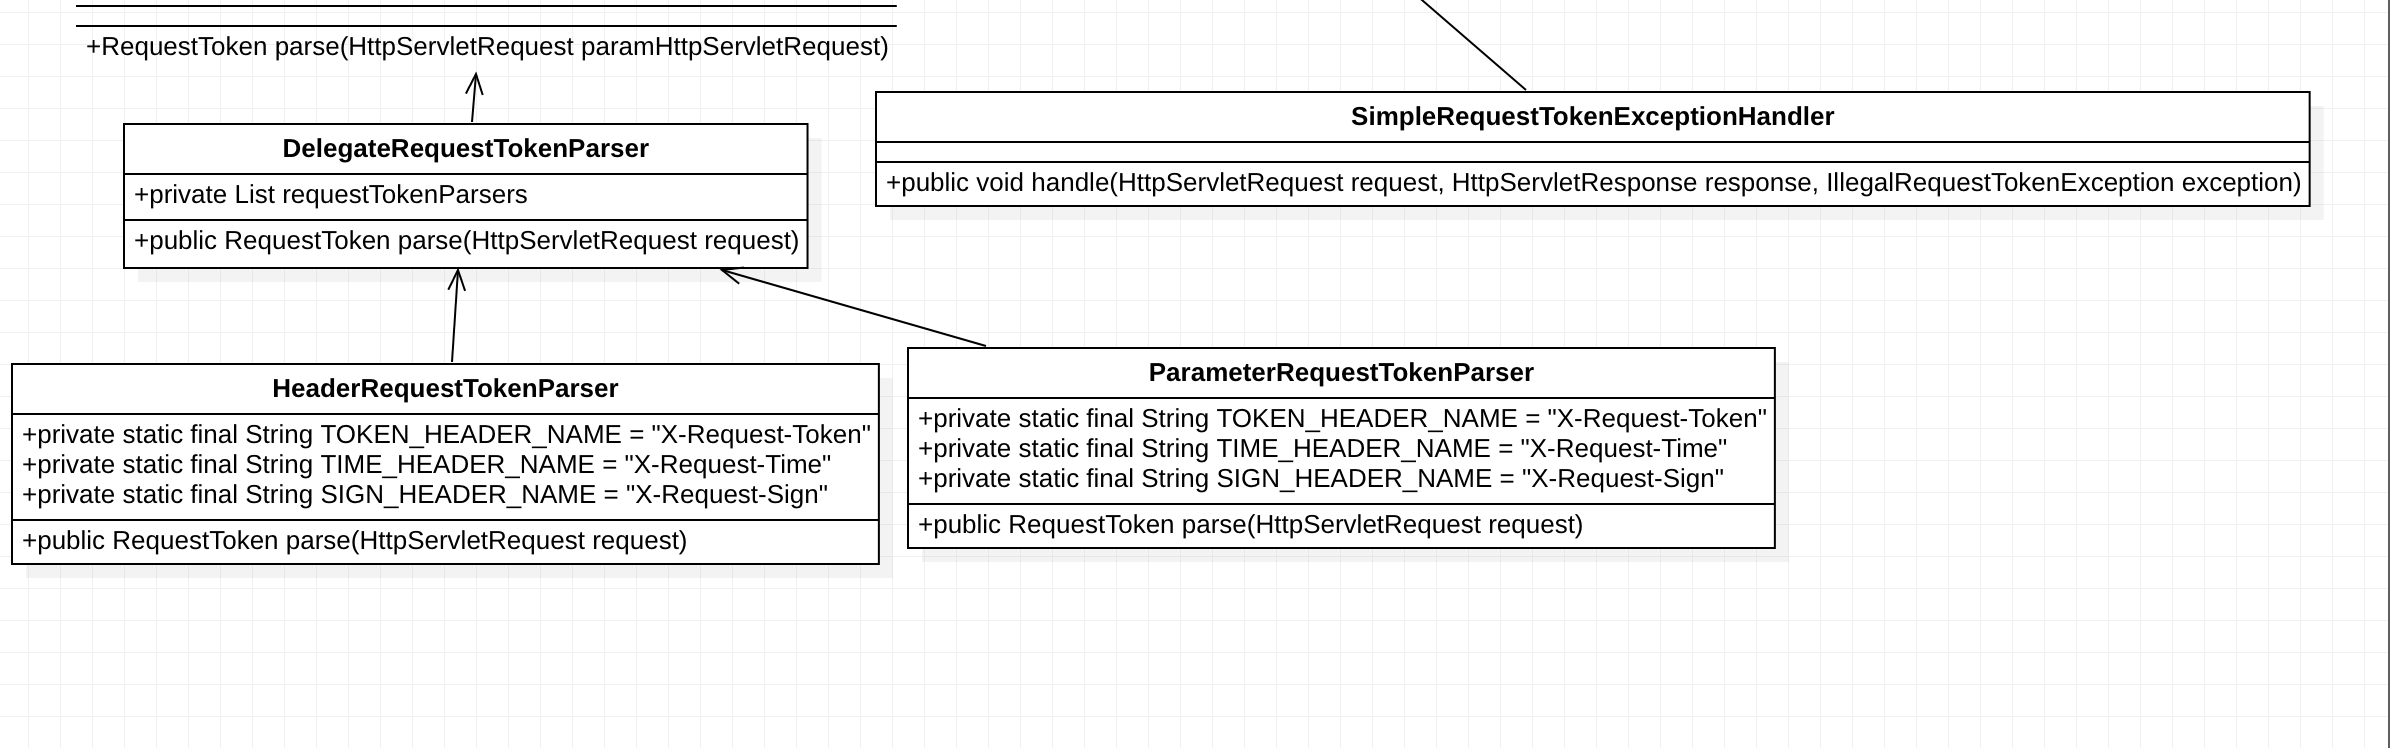 +RequestToken parse(HttpServletRequest paramHttpServletRequest)
DelegateRequestTokenParser
+private List requestTokenParsers
+public RequestToken parse(HttpServletRequest request)
SimpleRequestTokenExceptionHandler
+public void handle(HttpServletRequest request, HttpServletResponse response, IllegalRequestTokenException exception)
HeaderRequestTokenParser
+private static final String TOKEN_HEADER_NAME = "X-Request-Token"
+private static final String TIME_HEADER_NAME = "X-Request-Time"
+private static final String SIGN_HEADER_NAME = "X-Request-Sign"
+public RequestToken parse(HttpServletRequest request)
ParameterRequestTokenParser
+private static final String TOKEN_HEADER_NAME = "X-Request-Token"
+private static final String TIME_HEADER_NAME = "X-Request-Time"
+private static final String SIGN_HEADER_NAME = "X-Request-Sign"
+public RequestToken parse(HttpServletRequest request)